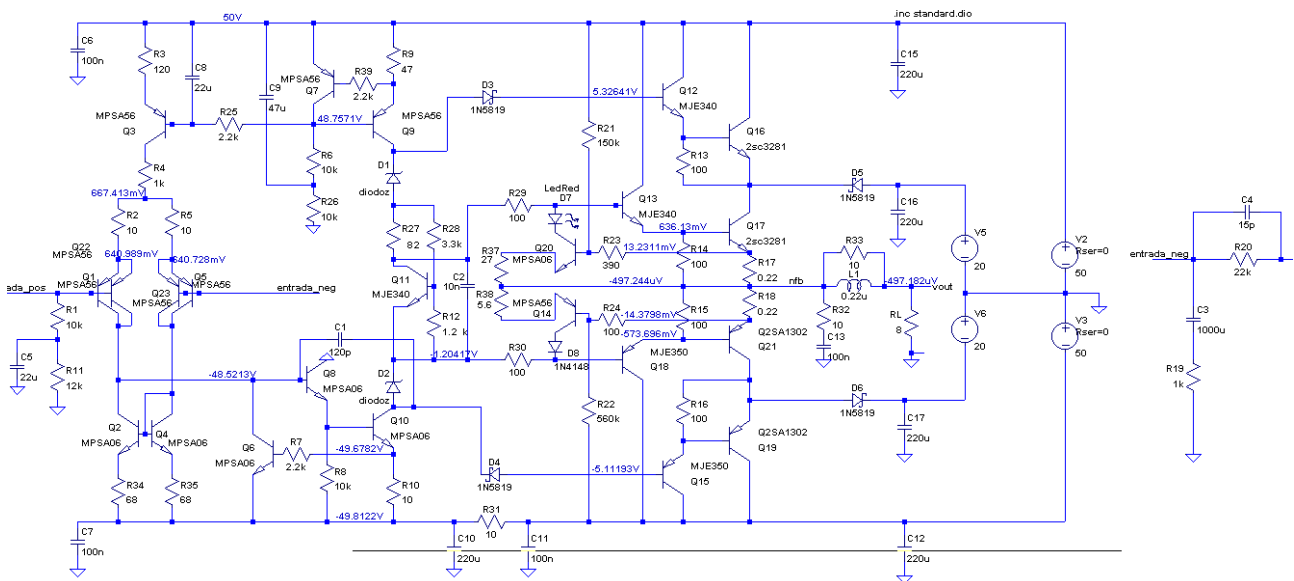 50V
.inc standard.dio
C6
100n
R3
120
C8
22u
C9
47u
MPSA56
Q7
R39
2.2k
R9
47
C15
220u
MPSA56
Q3
R25
2.2k
48.7571V
MPSA56
Q9
D3
1N5819
5.32641V
Q12
MJE340
R21
150k
Q16
2sc3281
R13
100
R4
1k
R6
10k
D1
diodoz
R26
10k
667.413mV
R2
10
R5
10
R27
82
R28
3.3k
R29
100
LedRed
D7
Q13
MJE340
D5
1N5819
C16
220u
Q17
2sc3281
636.13mV
Q22
MPSA56
640.989mV
640.728mV
Q1
MPSA56
Q23
MPSA56
Q5
MPSA56
entrada_neg
ada_pos
Q11
MJE340
C2
10n
R37
27
Q20
MPSA06
R23
390
13.2311mV
R14
100
R17
0.22
R33
10
L1
0.22u
-497.244uV
nfb
-497.182uV
vout
V5
20
V2
Rser=0
50
R38
5.6
MPSA56
Q14
R24
100
-14.3798mV
R18
0.22
R15
100
R32
10
C13
100n
RL
8
V6
20
V3
Rser=0
50
R1
10k
C5
22u
R11
12k
C1
120p
R12
1.2 k
-1.20417V
R30
100
D8
1N4148
-573.696mV
MJE350
Q18
Q2SA1302
Q21
-48.5213V
Q8
MPSA06
D2
diodoz
Q10
MPSA06
R22
560k
R16
100
D6
1N5819
C17
220u
Q2
MPSA06
Q4
MPSA06
Q6
MPSA06
R7
2.2k
-49.6782V
R8
10k
R10
10
D4
1N5819
-5.11193V
MJE350
Q15
Q2SA1302
Q19
R34
68
R35
68
-49.8122V
R31
10
C7
100n
C10
220u
C11
100n
C12
220u
C4
15p
entrada_neg
R20
22k
C3
1000u
R19
1k